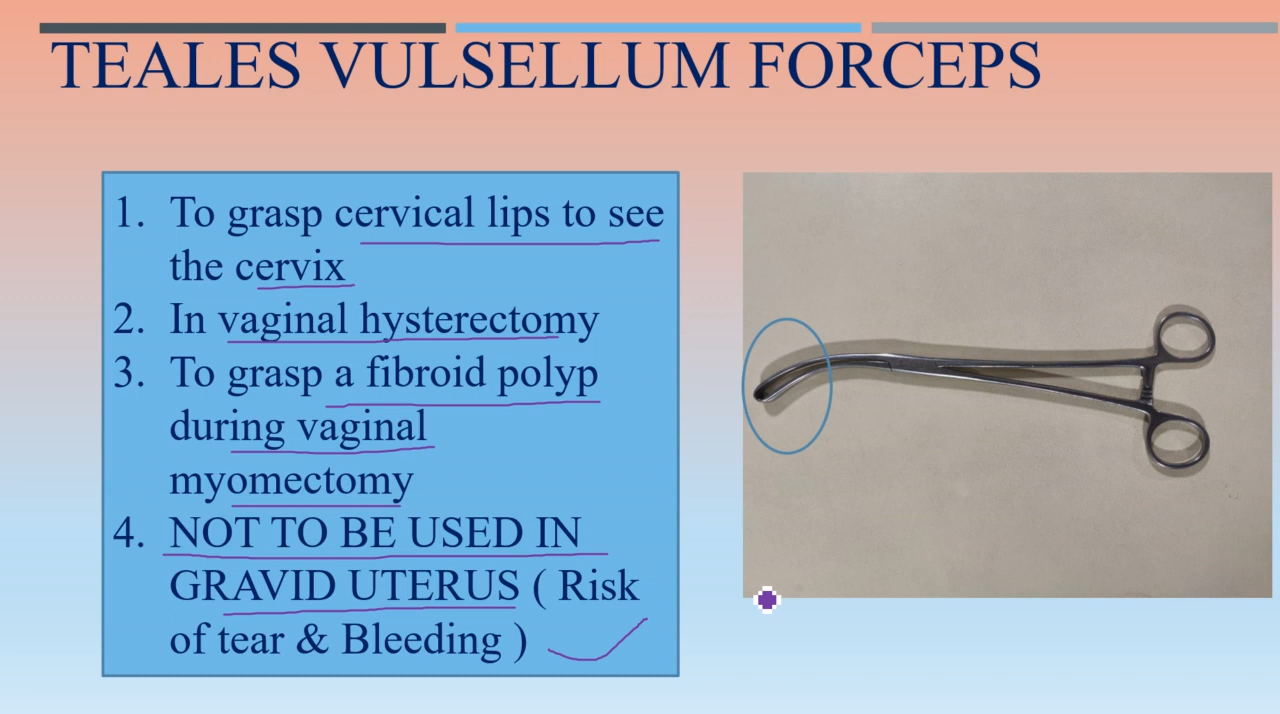 TEALES VULSELLUM FORCEPS
1. To grasp cervical lips to see
the cervix
2. In vaginal hysterectomy
3. To grasp a fibroid polyp
during vaginal
myomectomy
4. NOT TO BE USED IN
GRAVID UTERUS ( Risk
of tear & Bleeding )